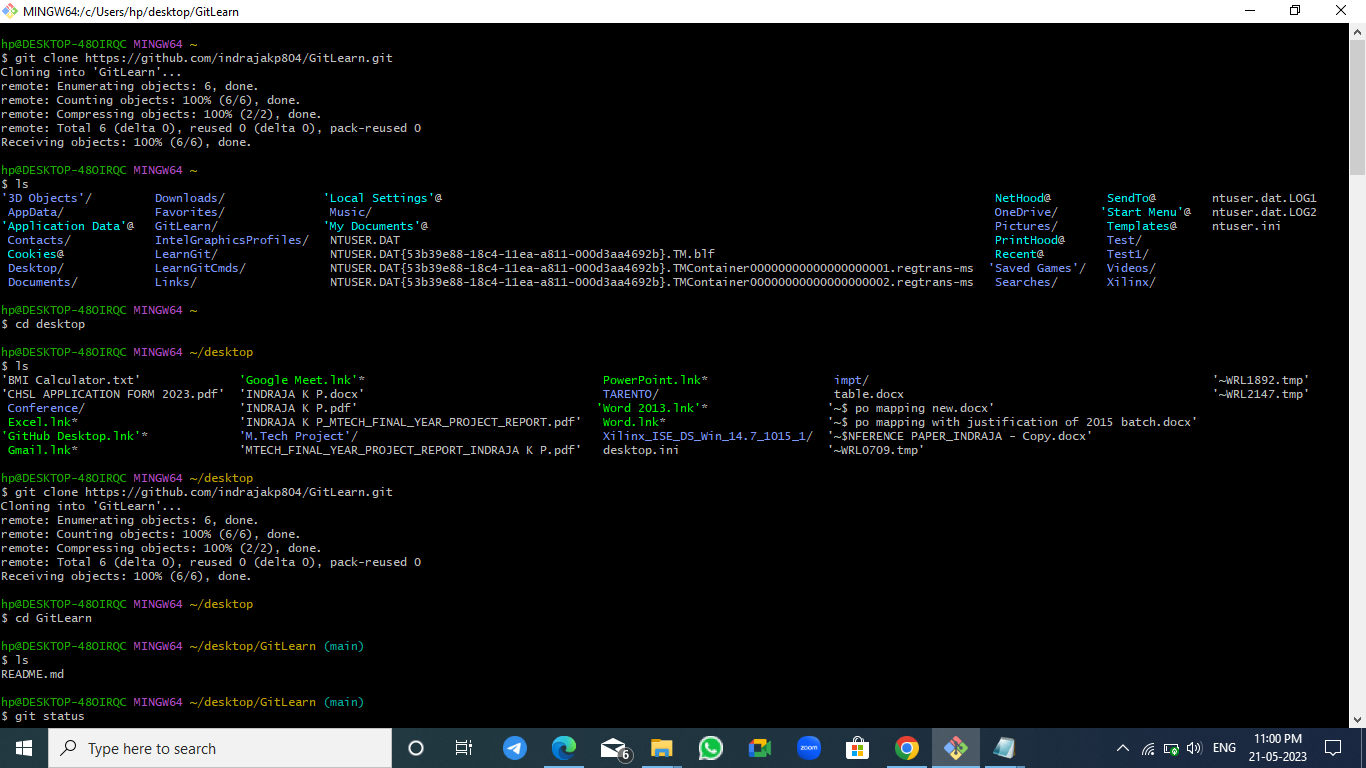 MINGW64:/c/Users/hp/desktop/GitLearn
hp@DESKTOP-48OIRQC MINGW64 ~
$ git clone https://github.com/indrajakp804/GitLearn.git
Cloning into 'GitLearn'...
remote: Enumerating objects: 6, done.
remote: Counting objects: 100% (6/6), done.
remote: Compressing objects: 100% (2/2), done.
remote: Total 6 (delta 0), reused 0 (delta 0), pack-reused 0
Receiving objects: 100% (6/6), done.
hp@DESKTOP-48OIRQC MINGW64 ~
$ ls
'3D Objects'/ Downloads/ 'Local Settings'@ NetHood@ SendTo@ ntuser.dat.LOG1
AppData/ Favorites/ Music/ OneDrive/ 'Start Menu'@ ntuser.dat.LOG2
'Application Data'@ GitLearn/ 'My Documents'@ Pictures/ Templates@ ntuser.ini
Contacts/ IntelGraphicsProfiles/ NTUSER.DAT PrintHood@ Test/
Cookies@ LearnGit/ NTUSER.DAT{53b39e88-18c4-11ea-a811-000d3aa4692b}.TM.blf Recent@ Test1/
Desktop/ LearnGitCmds/ NTUSER.DAT{53b39e88-18c4-11ea-a811-000d3aa4692b}.TMContainer00000000000000000001.regtrans-ms 'Saved Games'/ Videos/
Documents/ Links/ NTUSER.DAT{53b39e88-18c4-11ea-a811-000d3aa4692b}.TMContainer00000000000000000002.regtrans-ms Searches/ Xilinx/
hp@DESKTOP-48OIRQC MINGW64 ~
$ cd desktop
hp@DESKTOP-48OIRQC MINGW64 ~/desktop
$ ls
'BMI Calculator.txt' 'Google Meet.lnk'* PowerPoint.lnk* impt/ '~WRL1892.tmp'
'CHSL APPLICATION FORM 2023.pdf' 'INDRAJA K P.docx' TARENTO/ table.docx '~WRL2147.tmp'
Conference/ 'INDRAJA K P.pdf' 'Word 2013.lnk'* '~$ po mapping new.docx'
Excel.lnk* 'INDRAJA K P_MTECH_FINAL_YEAR_PROJECT_REPORT.pdf' Word.lnk* '~$ po mapping with justification of 2015 batch.docx'
'GitHub Desktop.lnk'* 'M.Tech Project'/ Xilinx_ISE_DS_Win_14.7_1015_1/ '~$NFERENCE PAPER_INDRAJA - Copy.docx'
Gmail.lnk* 'MTECH_FINAL_YEAR_PROJECT_REPORT_INDRAJA K P.pdf' desktop.ini '~WRL0709.tmp'
hp@DESKTOP-48OIRQC MINGW64 ~/desktop
$ git clone https://github.com/indrajakp804/GitLearn.git
Cloning into 'GitLearn'...
remote: Enumerating objects: 6, done.
remote: Counting objects: 100% (6/6), done.
remote: Compressing objects: 100% (2/2), done.
remote: Total 6 (delta 0), reused 0 (delta 0), pack-reused 0
Receiving objects: 100% (6/6), done.
hp@DESKTOP-48OIRQC MINGW64 ~/desktop
$ cd GitLearn
hp@DESKTOP-48OIRQC MINGW64 ~/desktop/GitLearn (main)
$ ls
README.md
hp@DESKTOP-48OIRQC MINGW64 ~/desktop/GitLearn (main)
$ git status
Type here to search
6
zoom
ENG
11:00 PM
21-05-2023